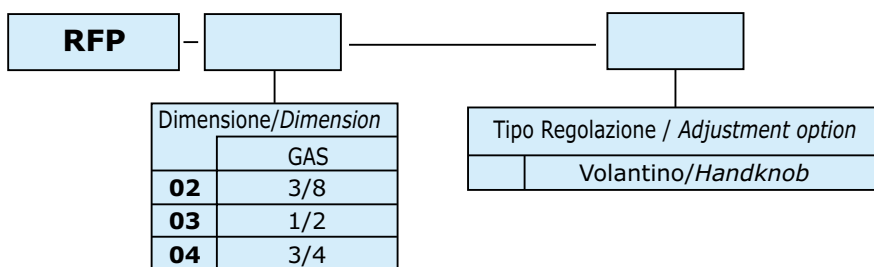 RFP –
Dimensione/Dimension
GAS
02 3/8
03 1/2
04 3/4
Tipo Regolazione / Adjustment option
Volantino/Handknob